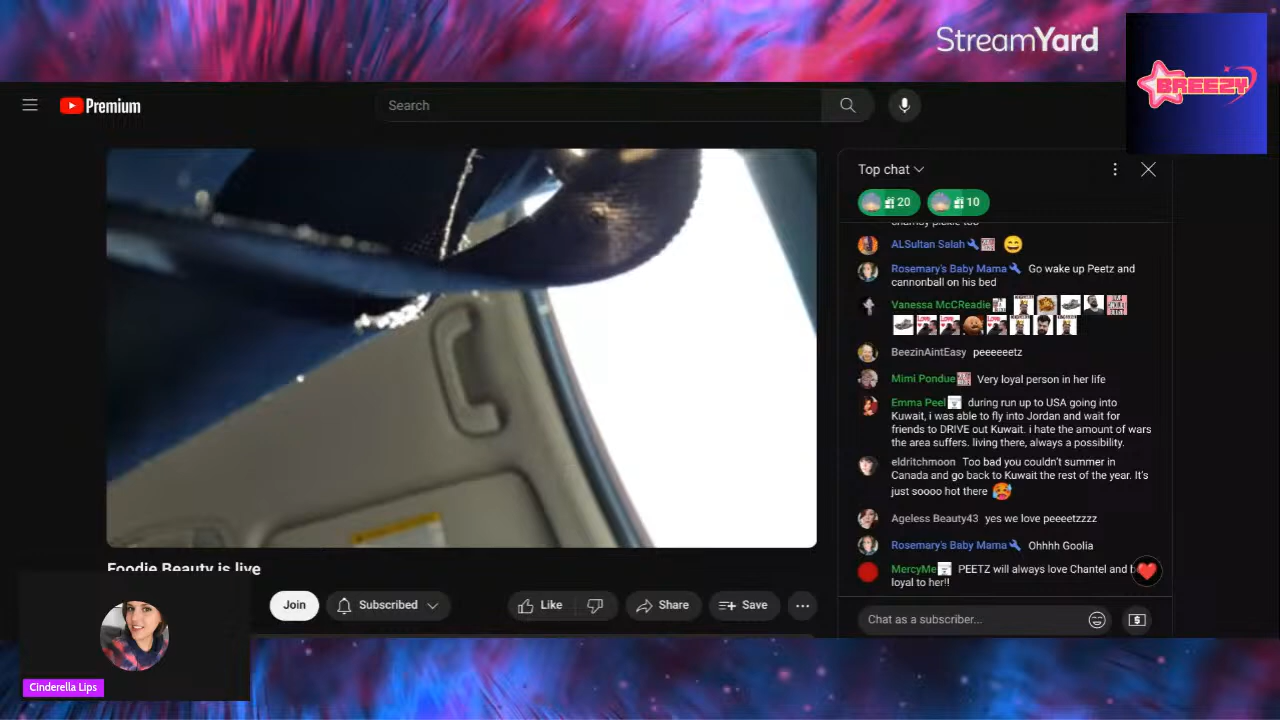 StreamYard
BREEZY
Premium
Search
Top chat
20
10
ALSultan Salah
Rosemary's Baby Mama Go wake up Peetz and
cannonball on his bed
Vanessa McCReadie
BeezinAintEasy peeeeeetz
Mimi Pondue Very loyal person in her life
Emma Peel during run up to USA going into
Kuwait, i was able to fly into Jordan and wait for
friends to DRIVE out Kuwait. i hate the amount of wars
the area suffers. living there, always a possibility.
eldritchmoon Too bad you couldn't summer in
Canada and go back to Kuwait the rest of the year. It's
just soooo hot there
Ageless Beauty43 yes we love peeeetzzzz
Rosemary's Baby Mama Ohhhh Goolia
MercyMe PEETZ will always love Chantel and
loyal to her!!
Foodie Beauty is live
Join
Subscribed
Like
Share
Save
Chat as a subscriber...
Cinderella Lips